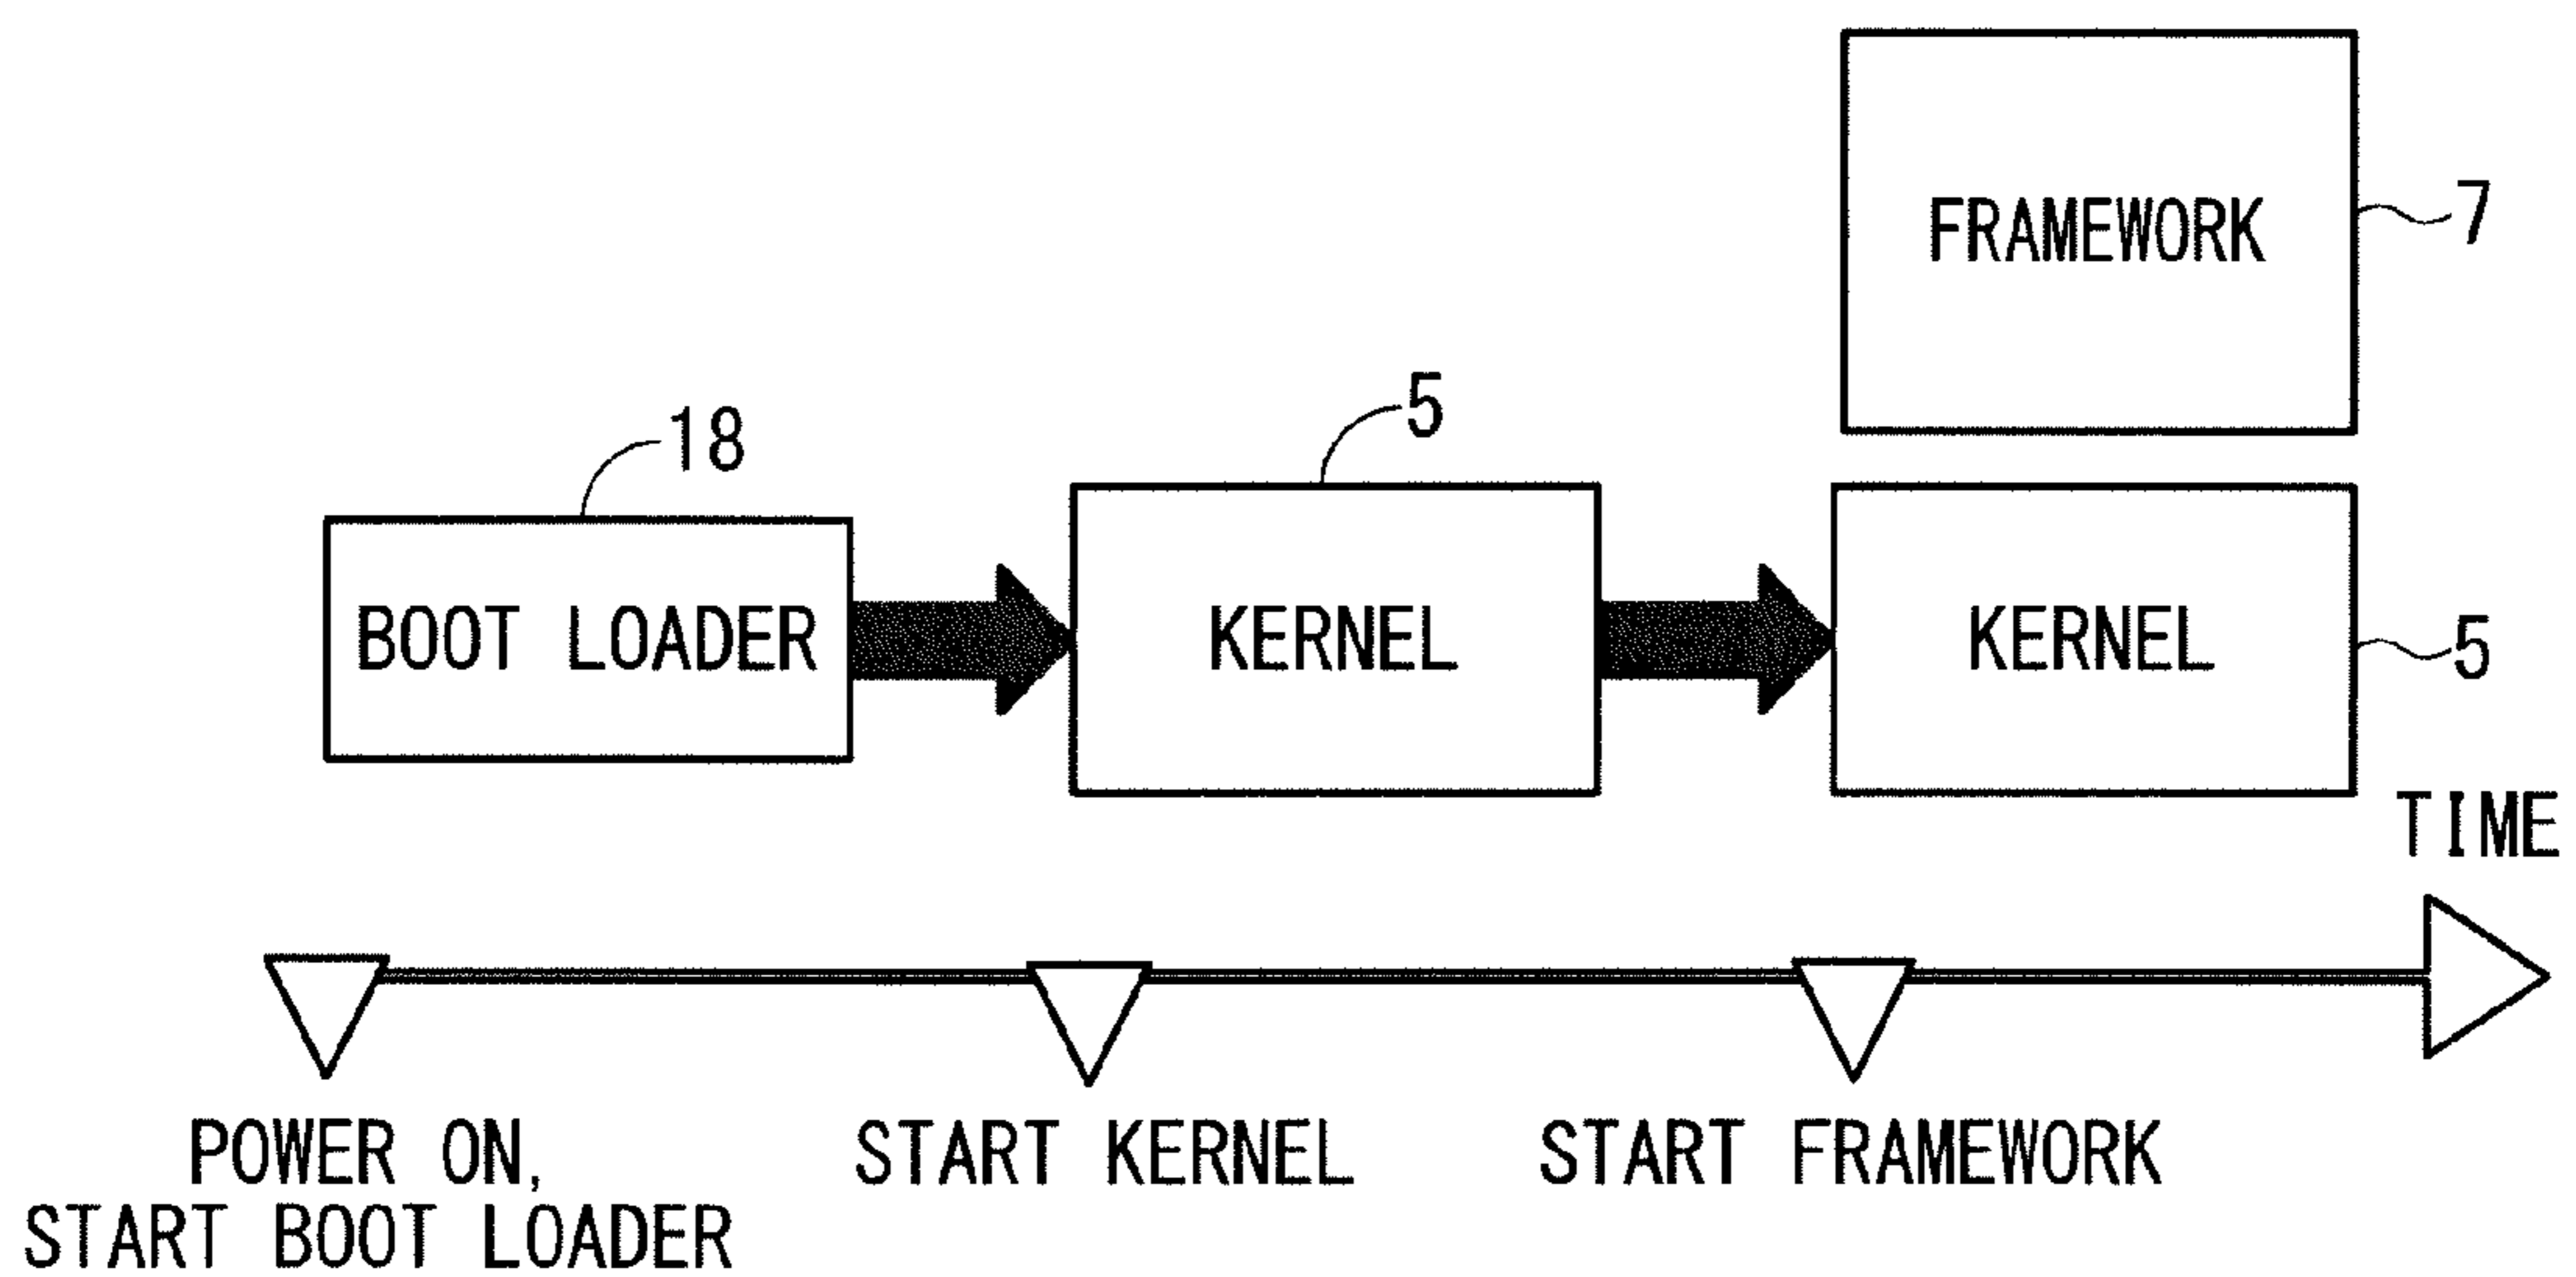 FRAMEWORK
7
18
5
BOOT LOADER
KERNEL
KERNEL
5
TIME
POWER ON,
START BOOT LOADER
START KERNEL
START FRAMEWORK